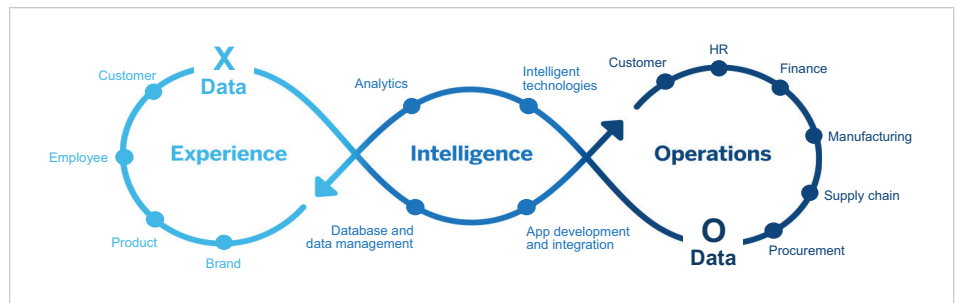 X
Data
Customer
Employee
Product
Brand
Experience
Analytics
Intelligent
technologies
Intelligence
Database and
data management
App development
and integration
Customer
HR
Finance
Manufacturing
Supply chain
Procurement
Operations
O
Data